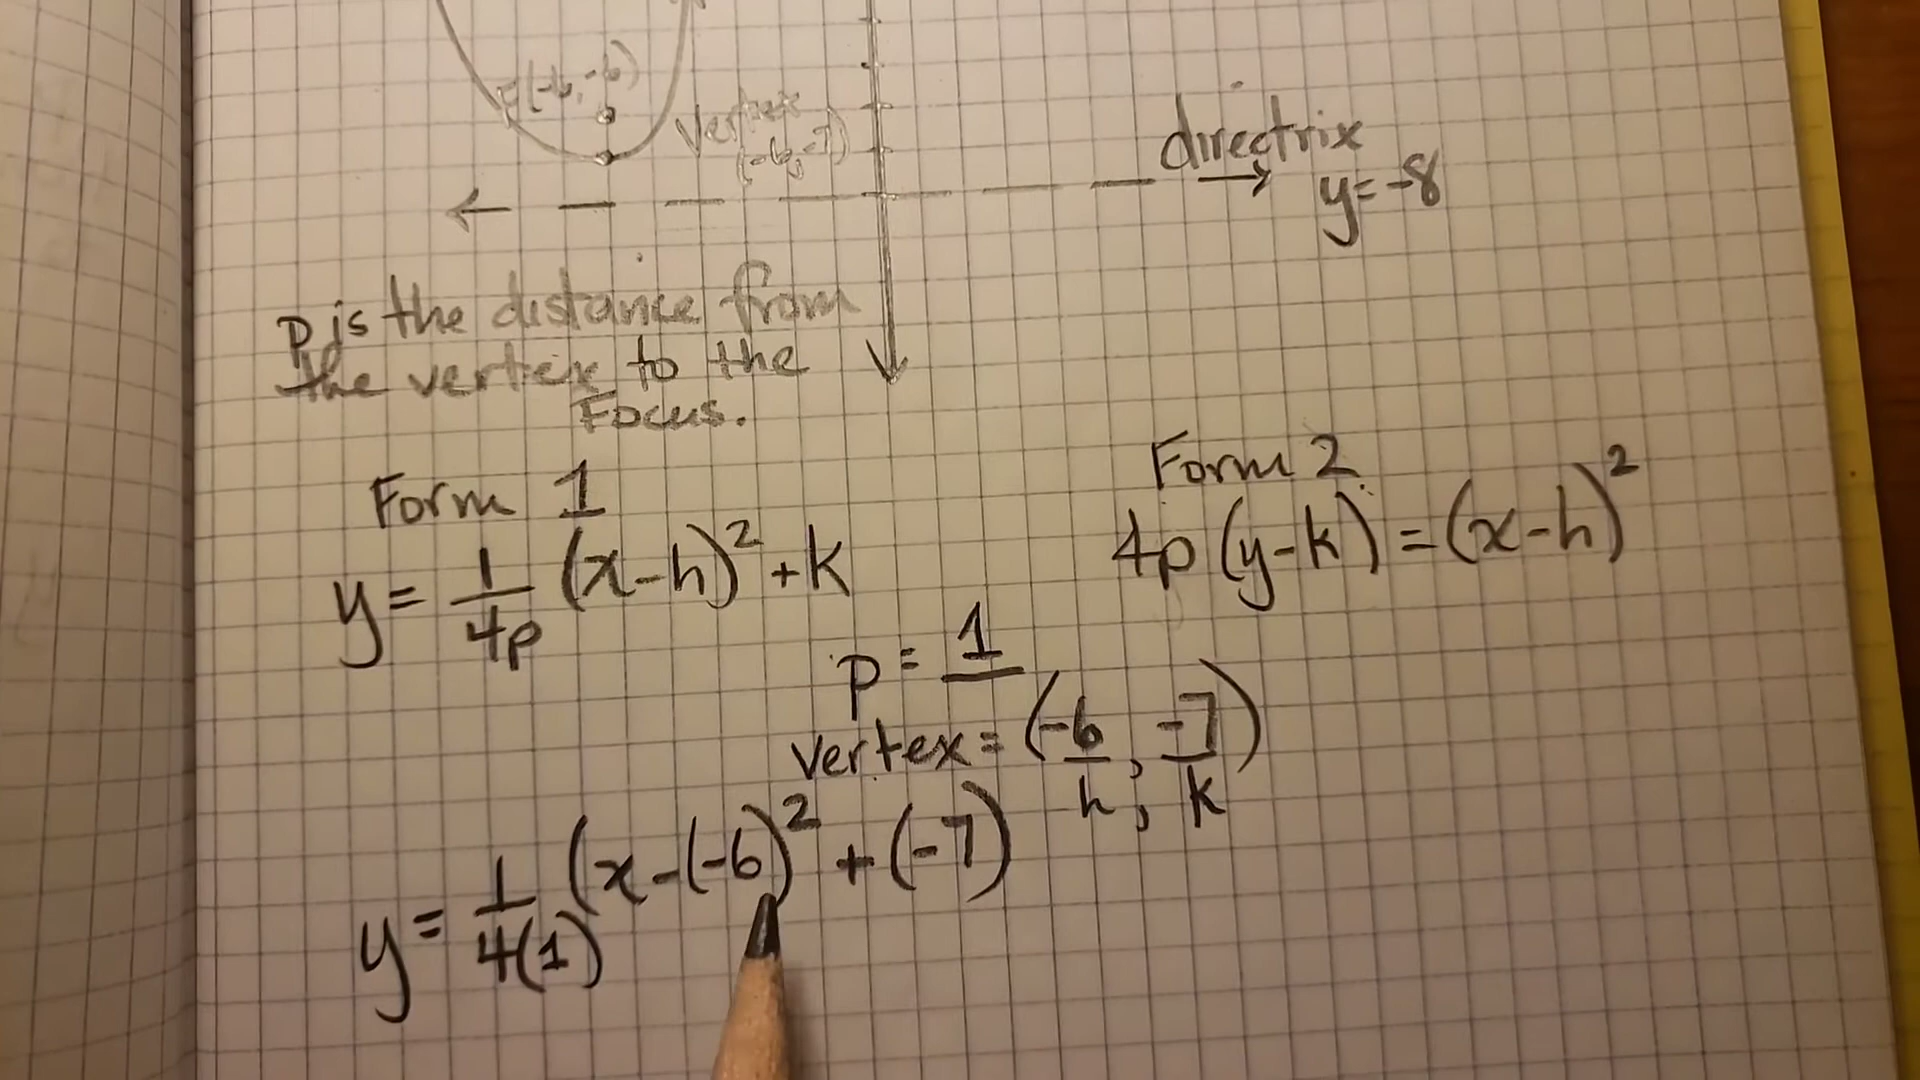 F(-6,-6)
Vertex
(-6,-7)
directrix
y=-8
p is the distance from
the vertex to the
Focus.
Form 1
y = 1/4p (x-h)² + k
Form 2
4p (y-k) = (x-h)²
p = 1
vertex = (-6, -7)
h, k
y = 1/4(1) (x-(-6)² + (-7)